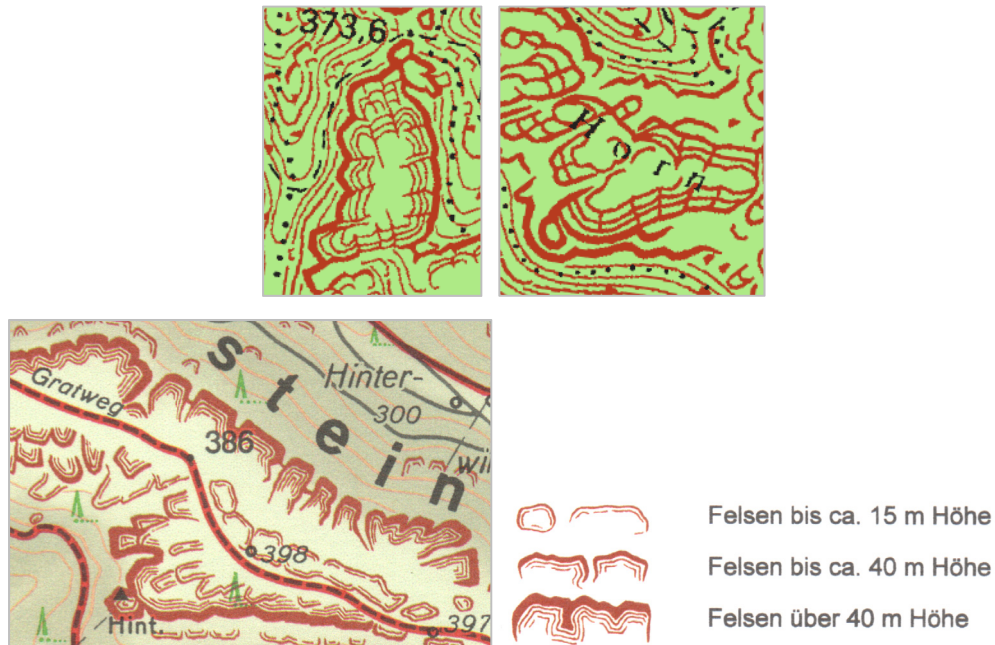 373,6
Horn
stein
Gratweg
Hinter-
300
386
398
Hint.
397
Felsen bis ca. 15 m Höhe
Felsen bis ca. 40 m Höhe
Felsen über 40 m Höhe